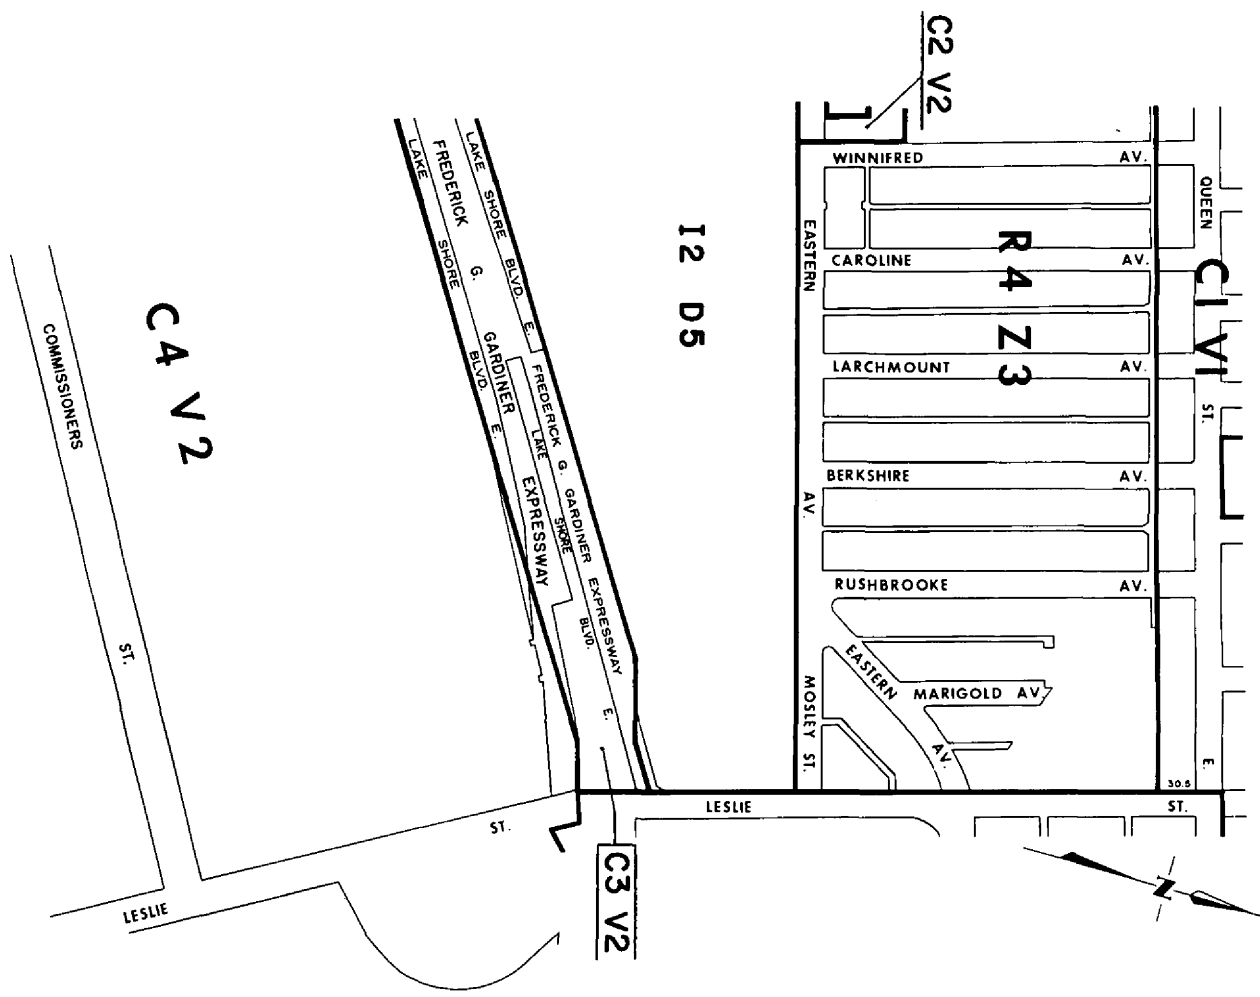 C2 V2
WINNIFRED AV.
QUEEN ST. E.
EASTERN AV.
CAROLINE AV.
R4 Z3
C1 V1
LARCHMOUNT AV.
BERKSHIRE AV.
RUSHBROOKE AV.
EASTERN AV.
MARIGOLD AV.
MOSLEY ST.
30.5
LESLIE ST.
I2 D5
LAKE SHORE BLVD. E.
FREDERICK G. GARDINER EXPRESSWAY
LAKE SHORE BLVD. E.
FREDERICK G. GARDINER EXPRESSWAY
LAKE SHORE BLVD. E.
C4 V2
COMMISSIONERS ST.
LESLIE ST.
C3 V2
N